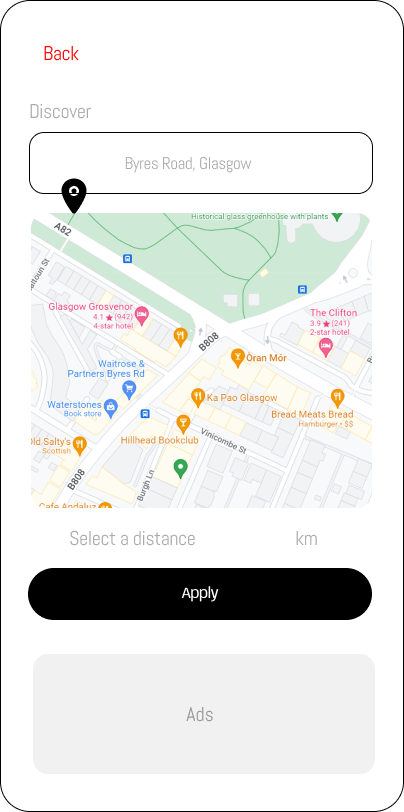 Back
Discover
Byres Road, Glasgow
Historical glass greenhouse with plants
A82
Glasgow Grosvenor
4.1 ★ (942)
4-star hotel
The Clifton
3.9 ★ (241)
2-star hotel
B808
Òran Mór
Waitrose &
Partners Byres Rd
Ka Pao Glasgow
Waterstones
Book store
Bread Meats Bread
Hamburger • $$
Hillhead Bookclub
Vinicombe St
Old Salty's
Scottish
B808
Burgh Ln
Cafe Andaluz
Select a distance
km
Apply
Ads